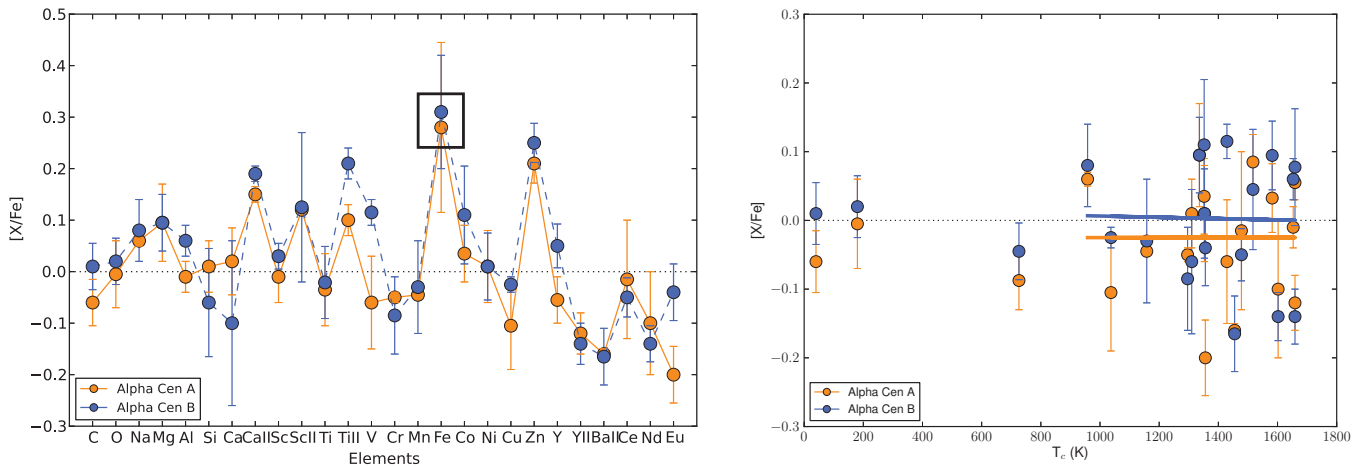 0.5
0.4
0.3
0.2
0.1
0.0
−0.1
−0.2
−0.3
[X/Fe]
Alpha Cen A
Alpha Cen B
C O Na Mg Al Si Ca CaII Sc ScII Ti TiII V Cr Mn Fe Co Ni Cu Zn Y YII BaII Ce Nd Eu
Elements
0.3
0.2
0.1
0.0
−0.1
−0.2
−0.3
[X/Fe]
Alpha Cen A
Alpha Cen B
0 200 400 600 800 1000 1200 1400 1600 1800
T_c (K)